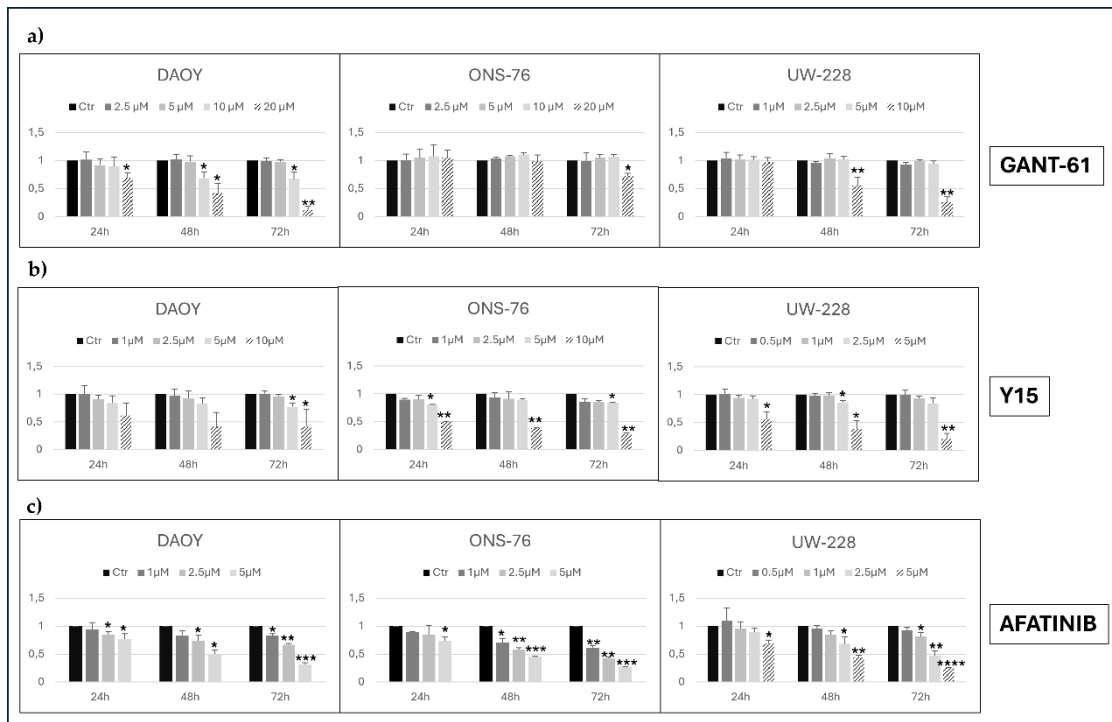 a)
DAOY
Ctr 2.5 µM 5 µM 10 µM 20 µM
1,5
1
0,5
0
* * * * **
24h 48h 72h
ONS-76
Ctr 2.5 µM 5 µM 10 µM 20 µM
1,5
1
0,5
0
*
24h 48h 72h
UW-228
Ctr 1µM 2.5µM 5µM 10µM
1,5
1
0,5
0
** **
24h 48h 72h
GANT-61
b)
DAOY
Ctr 1µM 2.5µM 5µM 10µM
1,5
1
0,5
0
* *
24h 48h 72h
ONS-76
Ctr 1µM 2.5µM 5µM 10µM
1,5
1
0,5
0
* ** ** * **
24h 48h 72h
UW-228
Ctr 0.5µM 1µM 2.5µM 5µM
1,5
1
0,5
0
* * * **
24h 48h 72h
Y15
c)
DAOY
Ctr 1µM 2.5µM 5µM
1,5
1
0,5
0
* * * * * ** ***
24h 48h 72h
ONS-76
Ctr 1µM 2.5µM 5µM
1,5
1
0,5
0
* * ** *** ** ** ***
24h 48h 72h
UW-228
Ctr 0.5µM 1µM 2.5µM 5µM
1,5
1
0,5
0
* * ** * ** ****
24h 48h 72h
AFATINIB